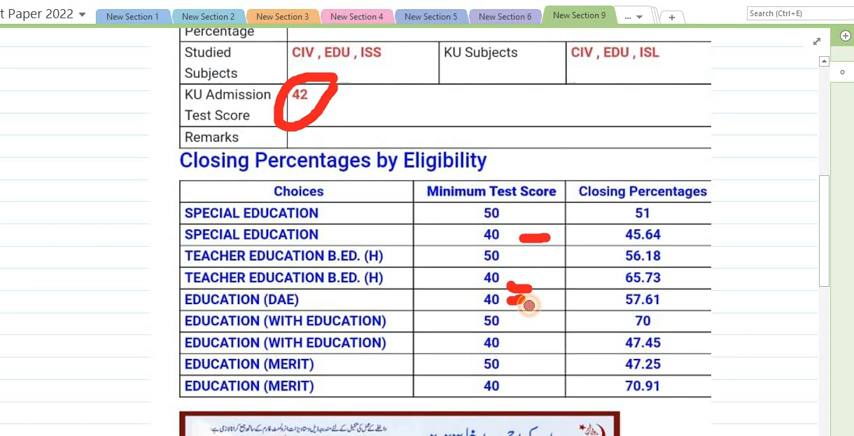 t Paper 2022
New Section 1 New Section 2 New Section 3 New Section 4 New Section 5 New Section 6 New Section 9 ...
Search (Ctrl+E)
Percentage
Studied Subjects CIV , EDU , ISS KU Subjects CIV , EDU , ISL
KU Admission Test Score 42
Remarks
Closing Percentages by Eligibility
Choices Minimum Test Score Closing Percentages
SPECIAL EDUCATION 50 51
SPECIAL EDUCATION 40 45.64
TEACHER EDUCATION B.ED. (H) 50 56.18
TEACHER EDUCATION B.ED. (H) 40 65.73
EDUCATION (DAE) 40 57.61
EDUCATION (WITH EDUCATION) 50 70
EDUCATION (WITH EDUCATION) 40 47.45
EDUCATION (MERIT) 50 47.25
EDUCATION (MERIT) 40 70.91